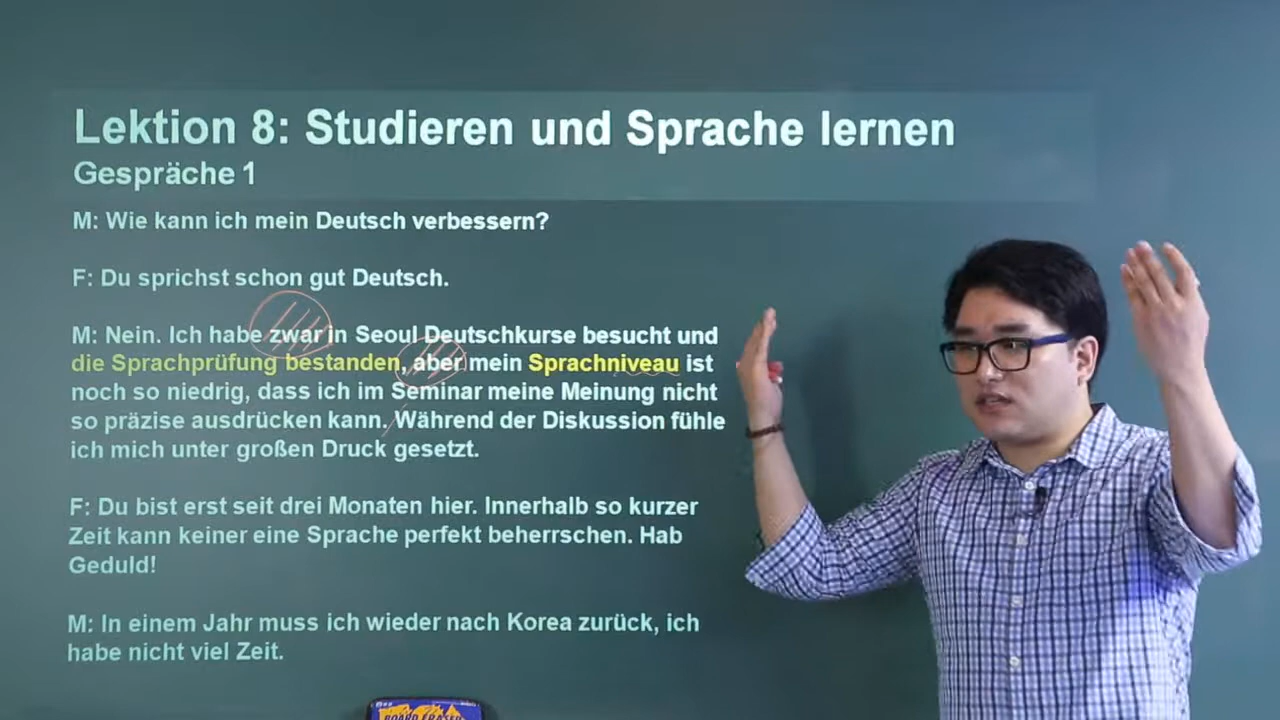 Lektion 8: Studieren und Sprache lernen
Gespräche 1
M: Wie kann ich mein Deutsch verbessern?
F: Du sprichst schon gut Deutsch.
M: Nein. Ich habe zwar in Seoul Deutschkurse besucht und
die Sprachprüfung bestanden, aber mein Sprachniveau ist
noch so niedrig, dass ich im Seminar meine Meinung nicht
so präzise ausdrücken kann. Während der Diskussion fühle
ich mich unter großen Druck gesetzt.
F: Du bist erst seit drei Monaten hier. Innerhalb so kurzer
Zeit kann keiner eine Sprache perfekt beherrschen. Hab
Geduld!
M: In einem Jahr muss ich wieder nach Korea zurück, ich
habe nicht viel Zeit.
BOARD ERASER